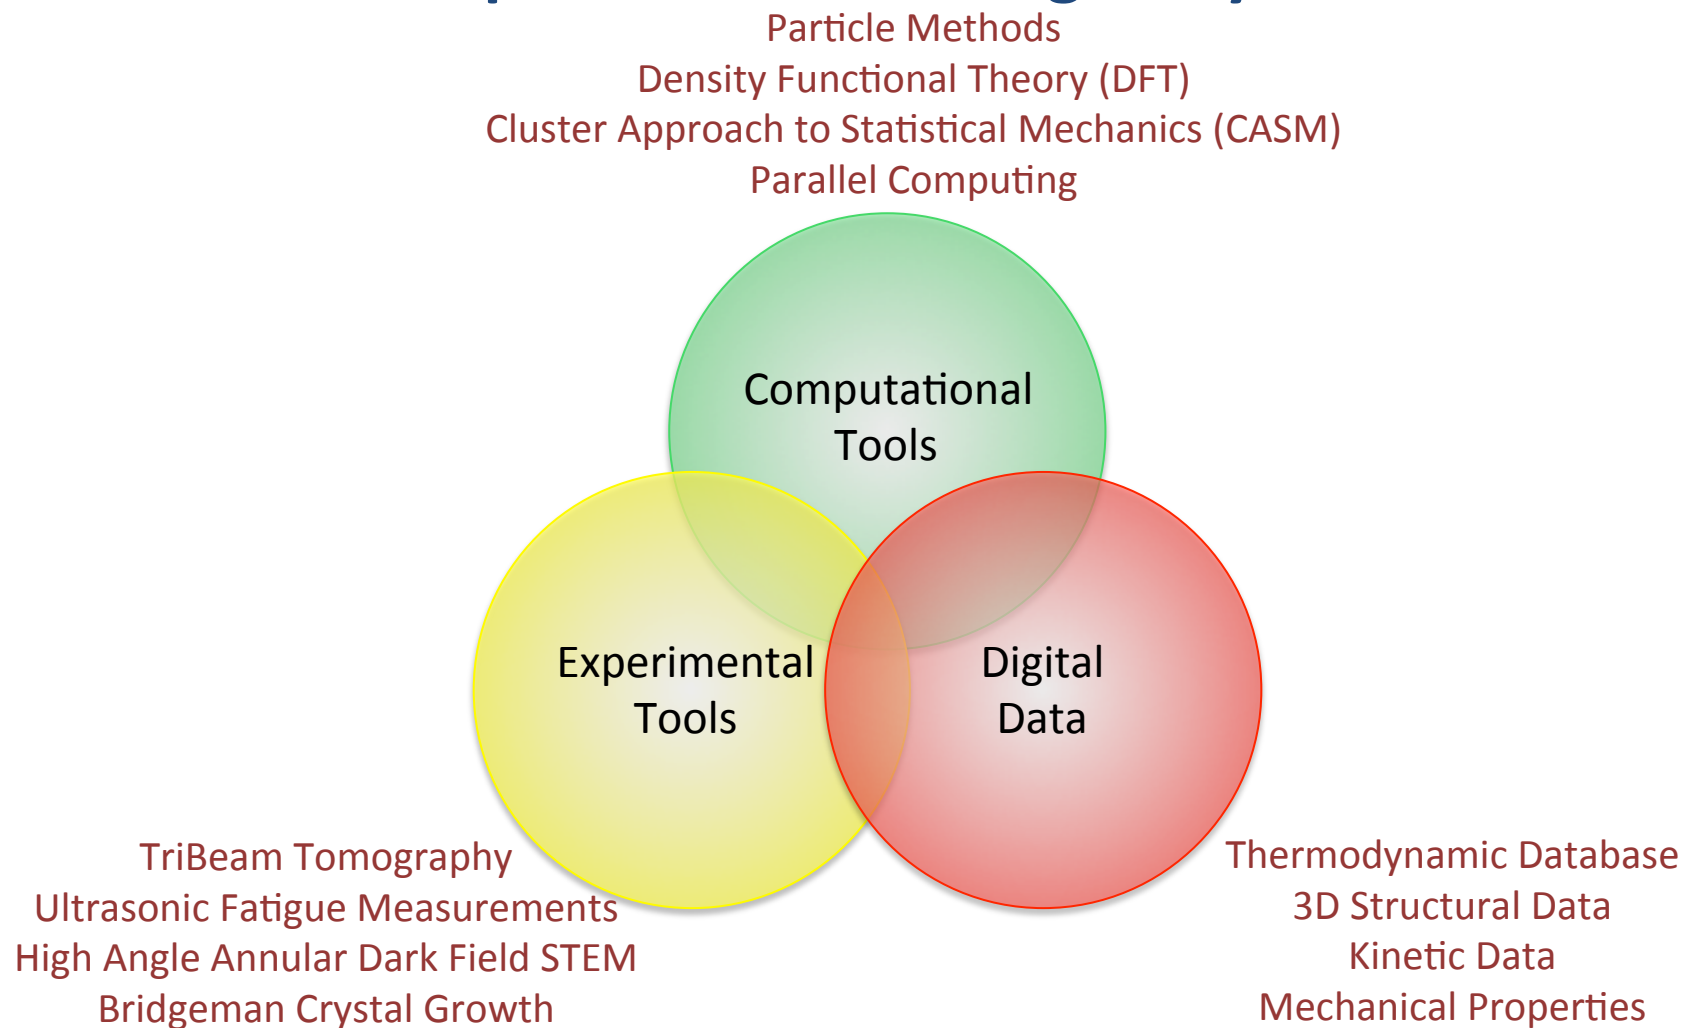 Particle Methods
Density Functional Theory (DFT)
Cluster Approach to Statistical Mechanics (CASM)
Parallel Computing
Computational
Tools
Experimental
Tools
Digital
Data
TriBeam Tomography
Ultrasonic Fatigue Measurements
High Angle Annular Dark Field STEM
Bridgeman Crystal Growth
Thermodynamic Database
3D Structural Data
Kinetic Data
Mechanical Properties